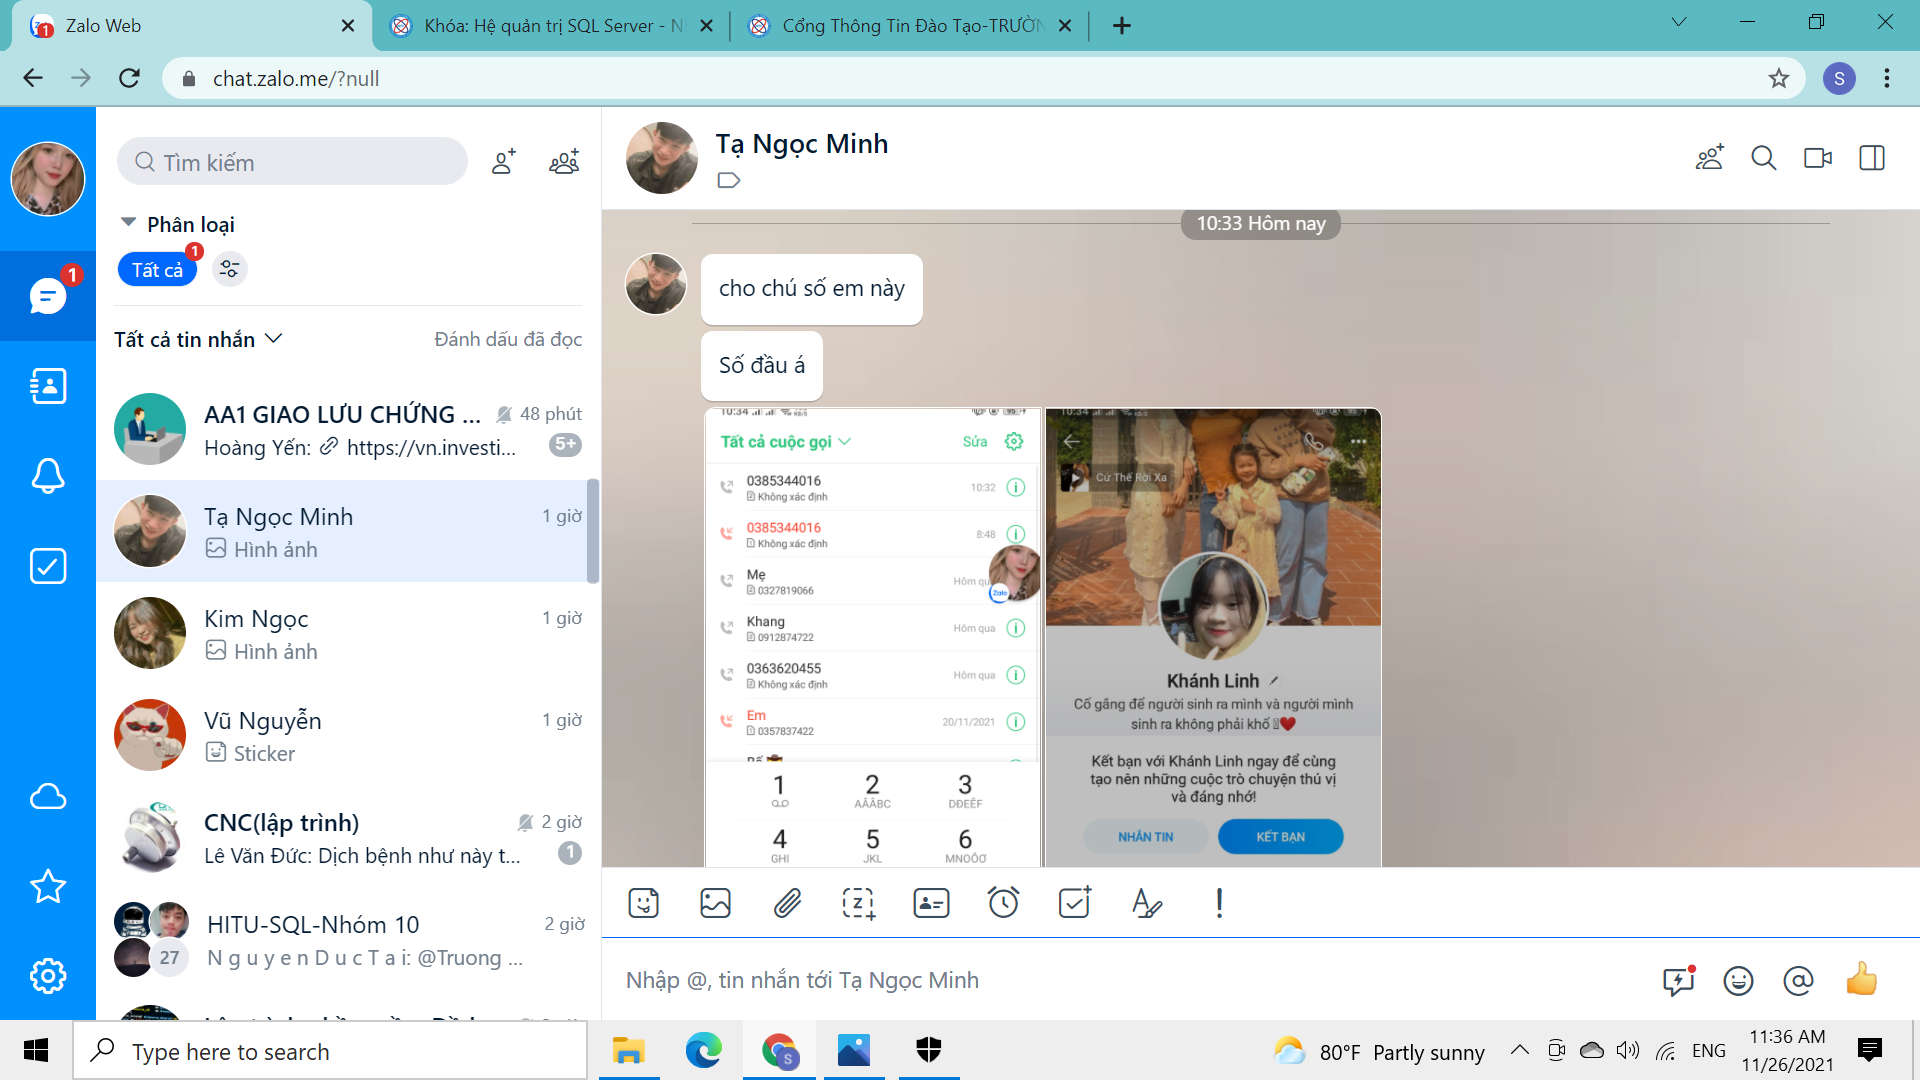 Zalo Web
Khóa: Hệ quản trị SQL Server - N
Cổng Thông Tin Đào Tạo-TRƯỜN
chat.zalo.me/?null
S
Tìm kiếm
Phân loại
Tất cả
1
1
Tất cả tin nhắn
Đánh dấu đã đọc
AA1 GIAO LƯU CHỨNG ...
48 phút
Hoàng Yến: https://vn.investi...
5+
Tạ Ngọc Minh
1 giờ
Hình ảnh
Kim Ngọc
1 giờ
Hình ảnh
Vũ Nguyễn
1 giờ
Sticker
CNC(lập trình)
2 giờ
Lê Văn Đức: Dịch bệnh như này t...
1
HITU-SQL-Nhóm 10
2 giờ
27
N g u y e n D u c T a i: @Truong ...
Tạ Ngọc Minh
10:33 Hôm nay
cho chú số em này
Số đầu á
10:34
Tất cả cuộc gọi
Sửa
0385344016
10:32
Không xác định
0385344016
8:48
Không xác định
Mẹ
Hôm qu
0327819066
Zalo
Khang
Hôm qua
0912874722
0363620455
Hôm qua
Không xác định
Em
20/11/2021
0357837422
1
2
3
AĂÂBC
DĐEÊF
4
5
6
GHI
JKL
MNOÔƠ
10:34
Cứ Thế Rời Xa
Khánh Linh
Cố gắng để người sinh ra mình và người mình
sinh ra không phải khổ ❤️
Kết bạn với Khánh Linh ngay để cùng
tạo nên những cuộc trò chuyện thú vị
và đáng nhớ!
NHẮN TIN
KẾT BẠN
Nhập @, tin nhắn tới Tạ Ngọc Minh
Type here to search
S
80°F Partly sunny
ENG
11:36 AM
11/26/2021